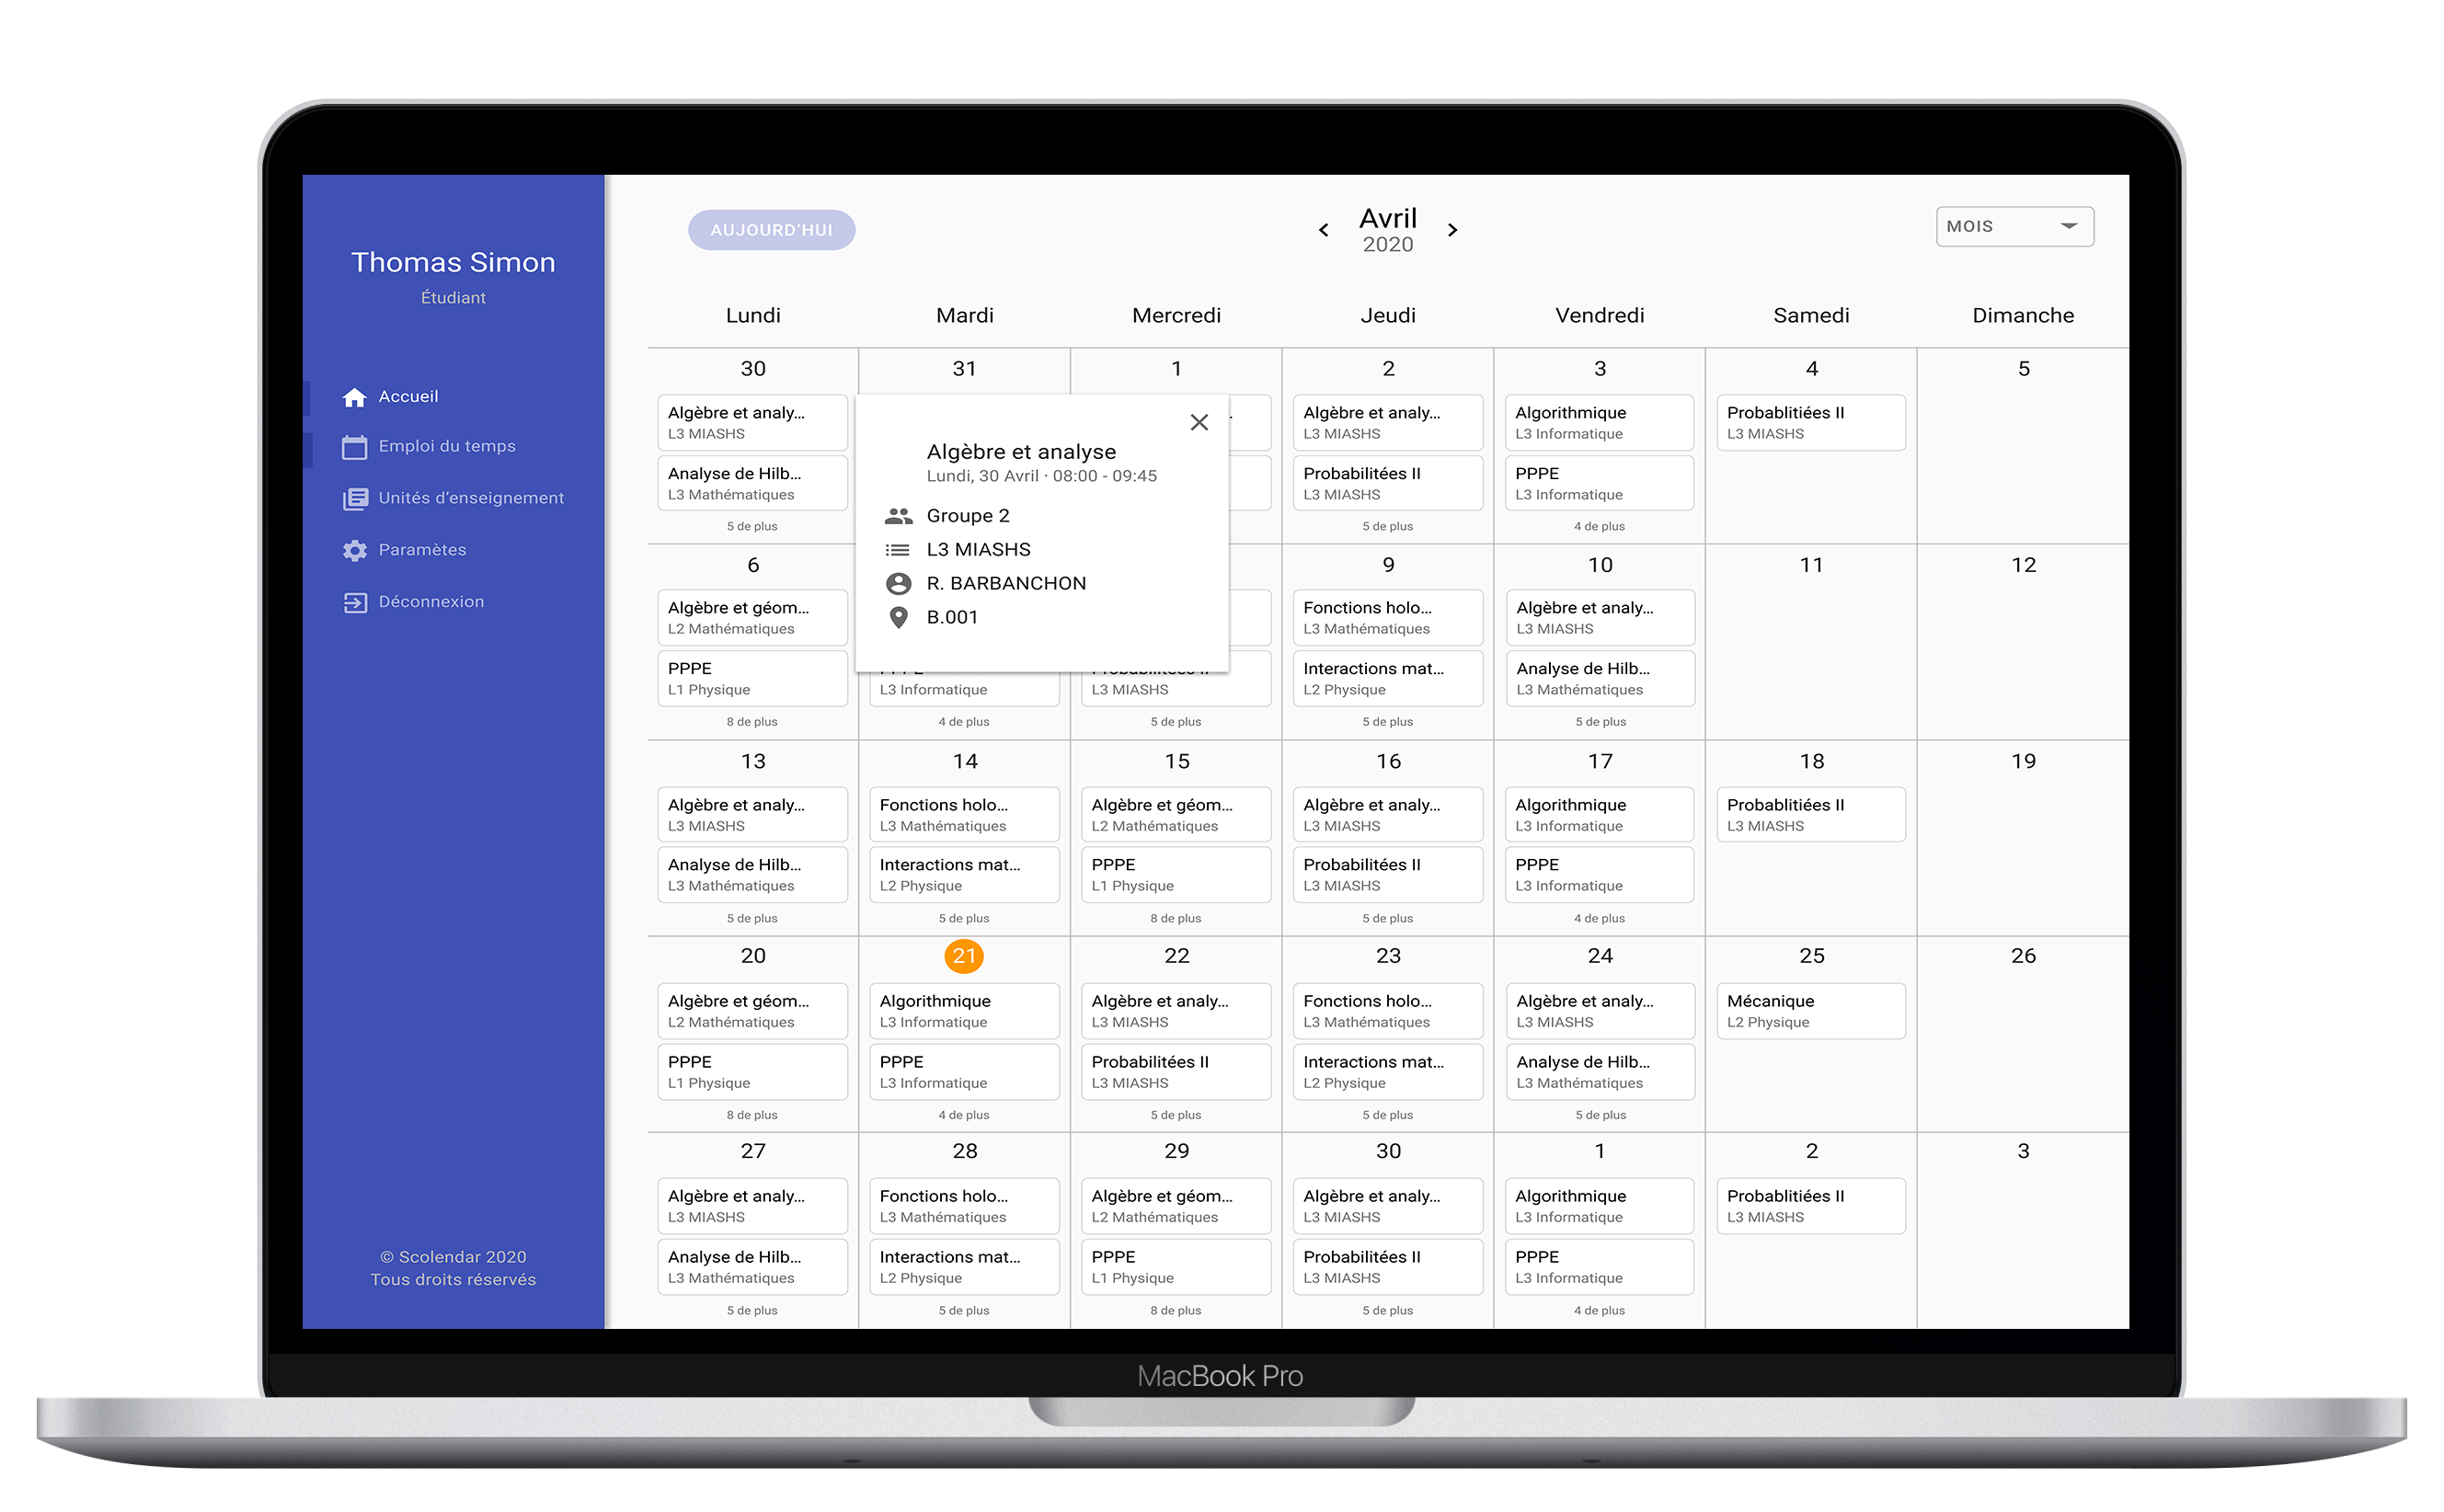 Thomas Simon
Étudiant
Accueil
Emploi du temps
Unités d'enseignement
Paramètes
Déconnexion
© Scolendar 2020
Tous droits réservés
AUJOURD'HUI
< Avril >
2020
MOIS
Lundi Mardi Mercredi Jeudi Vendredi Samedi Dimanche
30 31 1 2 3 4 5
Algèbre et analy... Algèbre et analy... Algorithmique Probablitiées II
L3 MIASHS L3 MIASHS L3 Informatique L3 MIASHS
Analyse de Hilb... Probabilitées II PPPE
L3 Mathématiques L3 MIASHS L3 Informatique
5 de plus 5 de plus 4 de plus
Algèbre et analyse
Lundi, 30 Avril · 08:00 - 09:45
Groupe 2
L3 MIASHS
R. BARBANCHON
B.001
6 9 10 11 12
Algèbre et géom... Fonctions holo... Algèbre et analy...
L2 Mathématiques L3 Mathématiques L3 MIASHS
PPPE Interactions mat... Analyse de Hilb...
L1 Physique L3 Informatique L3 MIASHS L2 Physique L3 Mathématiques
8 de plus 4 de plus 5 de plus 5 de plus 5 de plus
13 14 15 16 17 18 19
Algèbre et analy... Fonctions holo... Algèbre et géom... Algèbre et analy... Algorithmique Probablitiées II
L3 MIASHS L3 Mathématiques L2 Mathématiques L3 MIASHS L3 Informatique L3 MIASHS
Analyse de Hilb... Interactions mat... PPPE Probabilitées II PPPE
L3 Mathématiques L2 Physique L1 Physique L3 MIASHS L3 Informatique
5 de plus 5 de plus 8 de plus 5 de plus 4 de plus
20 21 22 23 24 25 26
Algèbre et géom... Algorithmique Algèbre et analy... Fonctions holo... Algèbre et analy... Mécanique
L2 Mathématiques L3 Informatique L3 MIASHS L3 Mathématiques L3 MIASHS L2 Physique
PPPE PPPE Probabilitées II Interactions mat... Analyse de Hilb...
L1 Physique L3 Informatique L3 MIASHS L2 Physique L3 Mathématiques
8 de plus 4 de plus 5 de plus 5 de plus 5 de plus
27 28 29 30 1 2 3
Algèbre et analy... Fonctions holo... Algèbre et géom... Algèbre et analy... Algorithmique Probablitiées II
L3 MIASHS L3 Mathématiques L2 Mathématiques L3 MIASHS L3 Informatique L3 MIASHS
Analyse de Hilb... Interactions mat... PPPE Probabilitées II PPPE
L3 Mathématiques L2 Physique L1 Physique L3 MIASHS L3 Informatique
5 de plus 5 de plus 8 de plus 5 de plus 4 de plus
MacBook Pro